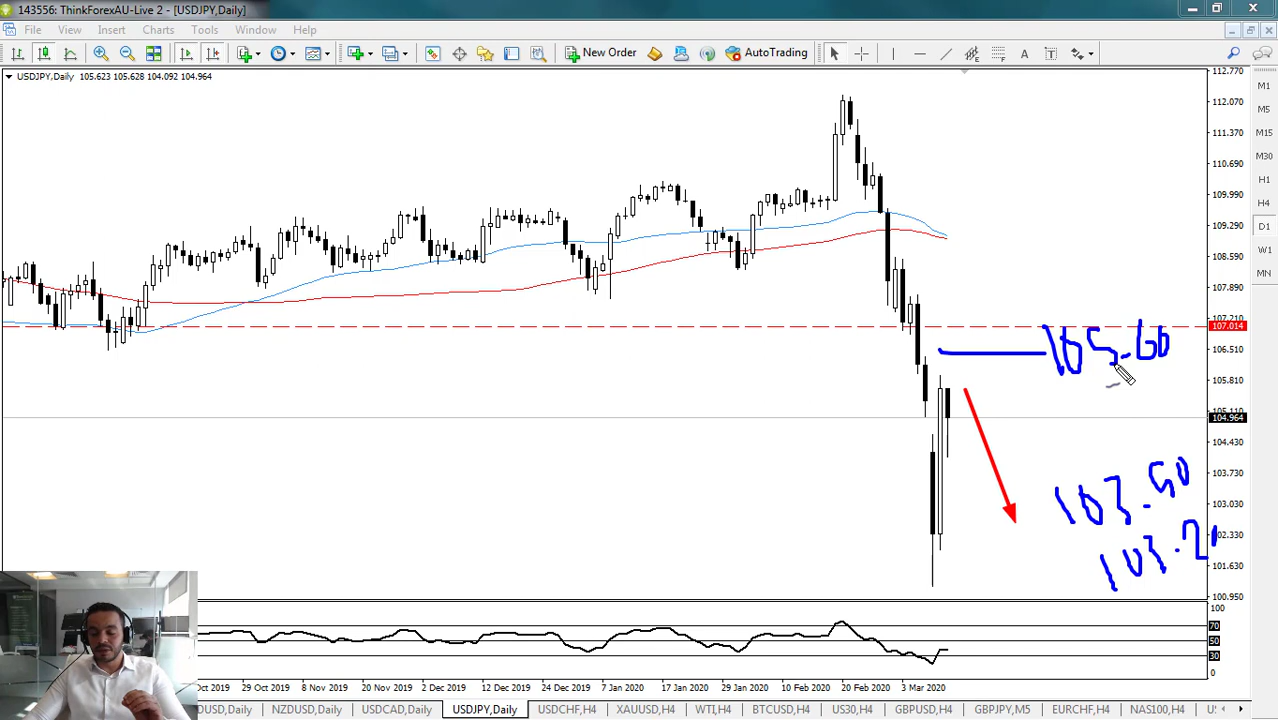 143556: ThinkForexAU-Live 2 - [USDJPY,Daily]
File View Insert Charts Tools Window Help
New Order AutoTrading
USDJPY,Daily 105.623 105.628 104.092 104.964
112.770
112.070
111.370
110.690
109.990
109.290
108.590
107.890
107.210
107.014
106.510
105.810
105.110
104.964
104.430
103.730
103.030
102.330
101.630
100.950
M1
M5
M15
M30
H1
H4
D1
W1
MN
105.60
103.50
103.20
100
70
50
30
0
Oct 2019 29 Oct 2019 8 Nov 2019 20 Nov 2019 2 Dec 2019 12 Dec 2019 24 Dec 2019 7 Jan 2020 17 Jan 2020 29 Jan 2020 10 Feb 2020 20 Feb 2020 3 Mar 2020
USD,Daily NZDUSD,Daily USDCAD,Daily USDJPY,Daily USDCHF,H4 XAUUSD,H4 WTI,H4 BTCUSD,H4 US30,H4 GBPUSD,H4 GBPJPY,M5 EURCHF,H4 NAS100,H4